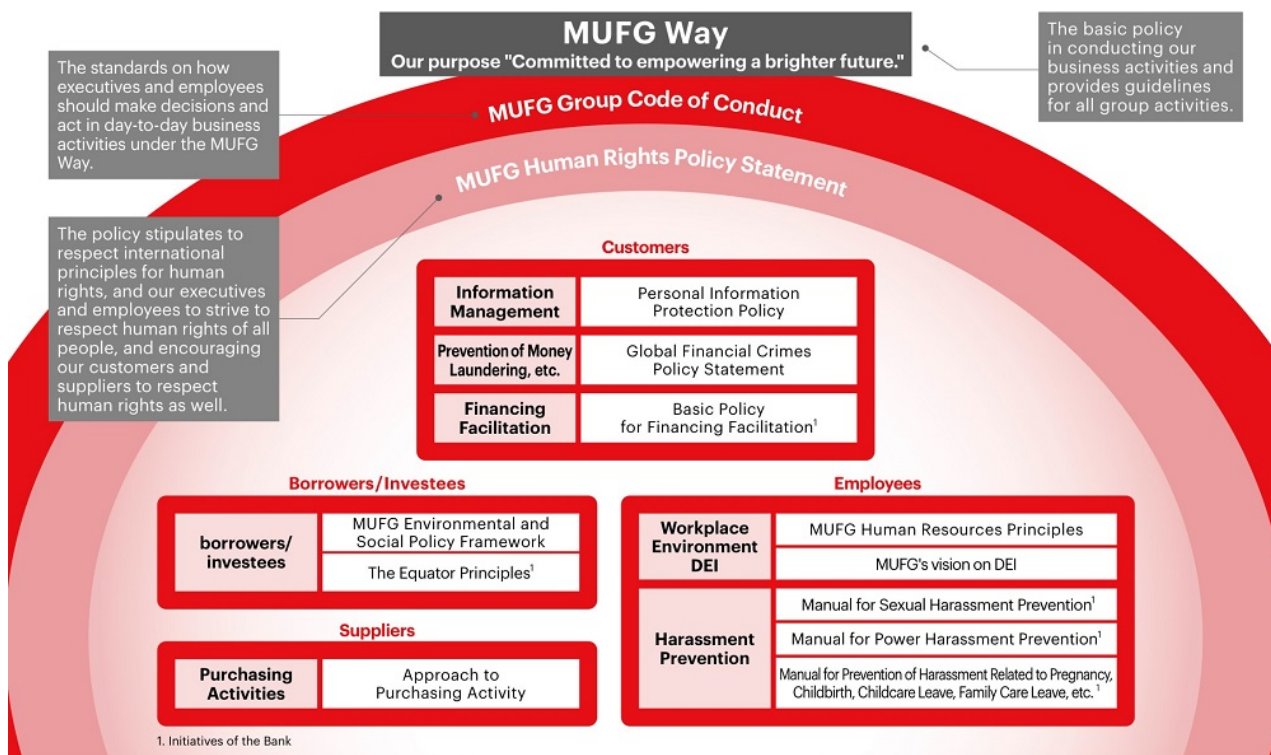 MUFG Way
Our purpose "Committed to empowering a brighter future."
The basic policy
in conducting our
business activities and
provides guidelines
for all group activities.
The standards on how
executives and employees
should make decisions and
act in day-to-day business
activities under the MUFG
Way.
MUFG Group Code of Conduct
MUFG Human Rights Policy Statement
The policy stipulates to
respect international
principles for human
rights, and our executives
and employees to strive to
respect human rights of all
people, and encouraging
our customers and
suppliers to respect
human rights as well.
Customers
Information
Management
Personal Information
Protection Policy
Prevention of Money
Laundering, etc.
Global Financial Crimes
Policy Statement
Financing
Facilitation
Basic Policy
for Financing Facilitation¹
Borrowers/Investees
borrowers/
investees
MUFG Environmental and
Social Policy Framework
The Equator Principles¹
Suppliers
Purchasing
Activities
Approach to
Purchasing Activity
Employees
Workplace
Environment
DEI
MUFG Human Resources Principles
MUFG's vision on DEI
Harassment
Prevention
Manual for Sexual Harassment Prevention¹
Manual for Power Harassment Prevention¹
Manual for Prevention of Harassment Related to Pregnancy,
Childbirth, Childcare Leave, Family Care Leave, etc. ¹
1. Initiatives of the Bank